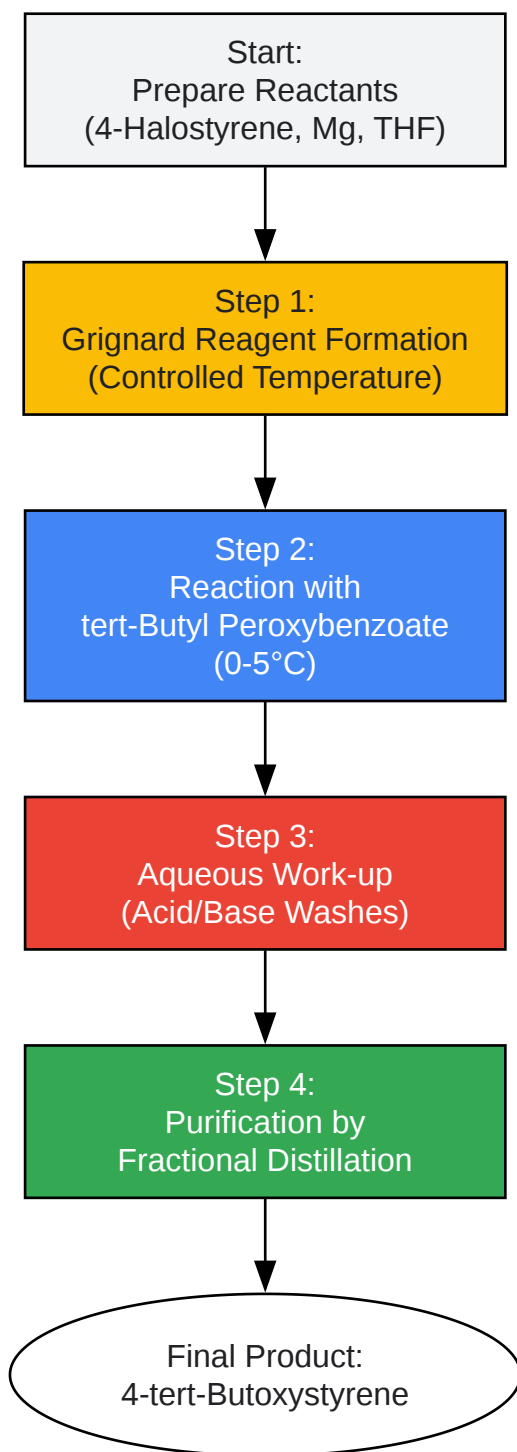 Start:
Prepare Reactants
(4-Halostyrene, Mg, THF)
Step 1:
Grignard Reagent Formation
(Controlled Temperature)
Step 2:
Reaction with
tert-Butyl Peroxybenzoate
(0-5°C)
Step 3:
Aqueous Work-up
(Acid/Base Washes)
Step 4:
Purification by
Fractional Distillation
Final Product:
4-tert-Butoxystyrene